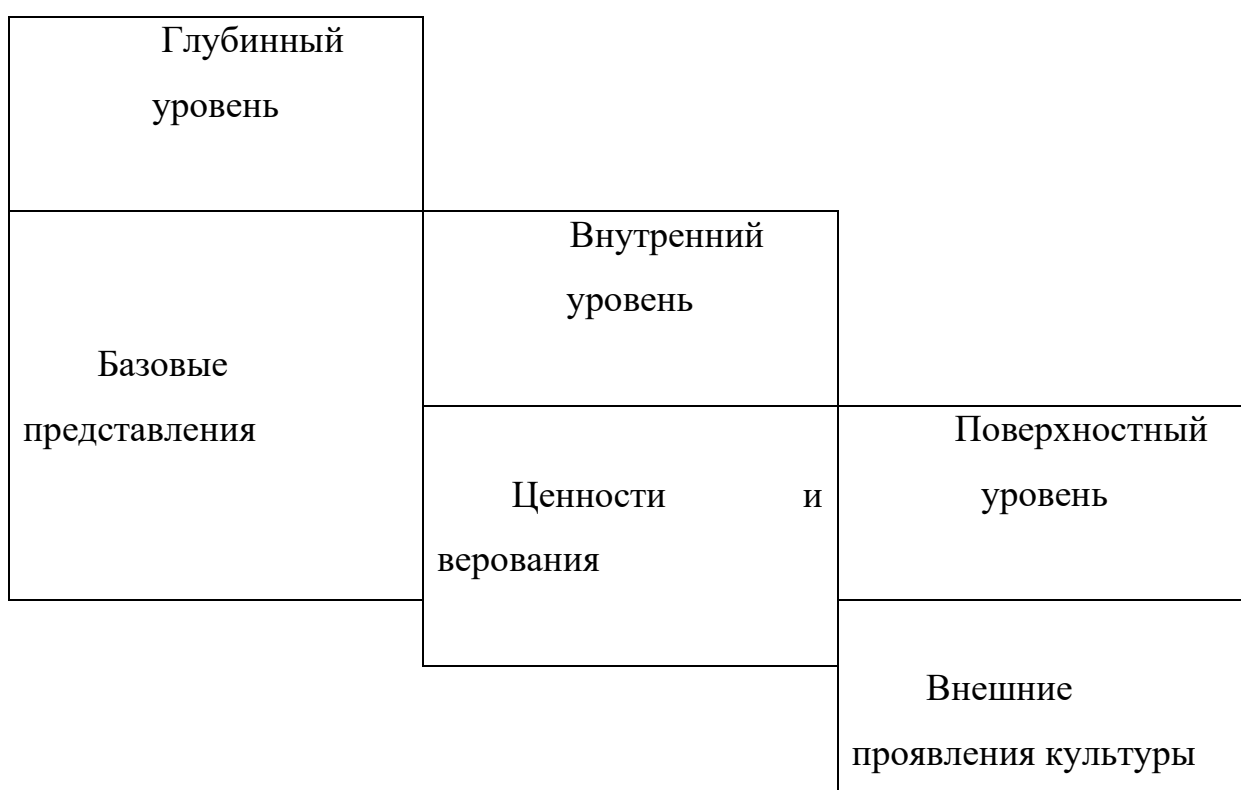 Глубинный
уровень
Базовые
представления
Внутренний
уровень
Ценности и
верования
Поверхностный
уровень
Внешние
проявления культуры